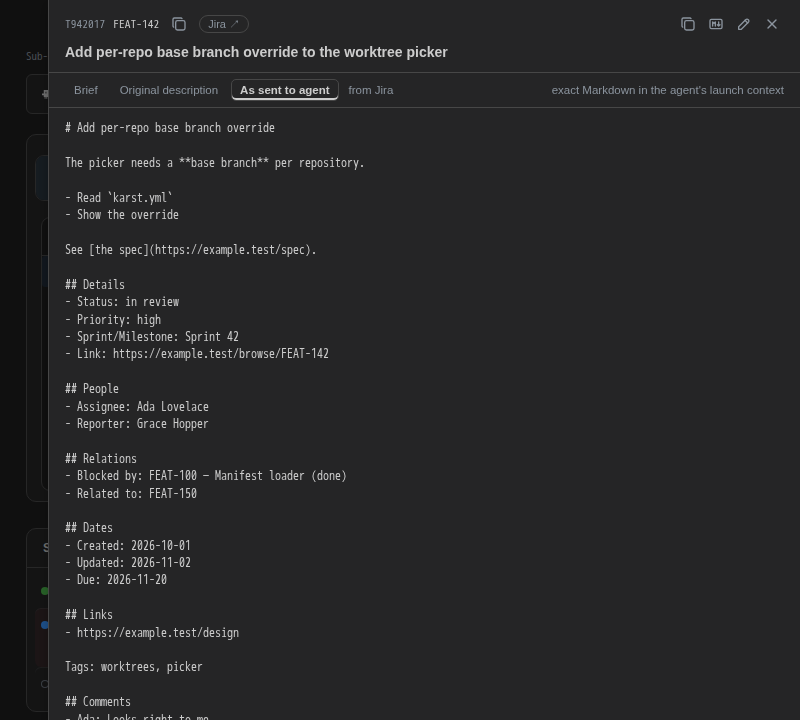 T942017 FEAT-142 Jira ↗
Add per-repo base branch override to the worktree picker
Brief Original description As sent to agent from Jira exact Markdown in the agent's launch context
# Add per-repo base branch override
The picker needs a **base branch** per repository.
- Read `karst.yml`
- Show the override
See [the spec](https://example.test/spec).
## Details
- Status: in review
- Priority: high
- Sprint/Milestone: Sprint 42
- Link: https://example.test/browse/FEAT-142
## People
- Assignee: Ada Lovelace
- Reporter: Grace Hopper
## Relations
- Blocked by: FEAT-100 — Manifest loader (done)
- Related to: FEAT-150
## Dates
- Created: 2026-10-01
- Updated: 2026-11-02
- Due: 2026-11-20
## Links
- https://example.test/design
Tags: worktrees, picker
## Comments
- Ada: Looks right to me
Sub-
S